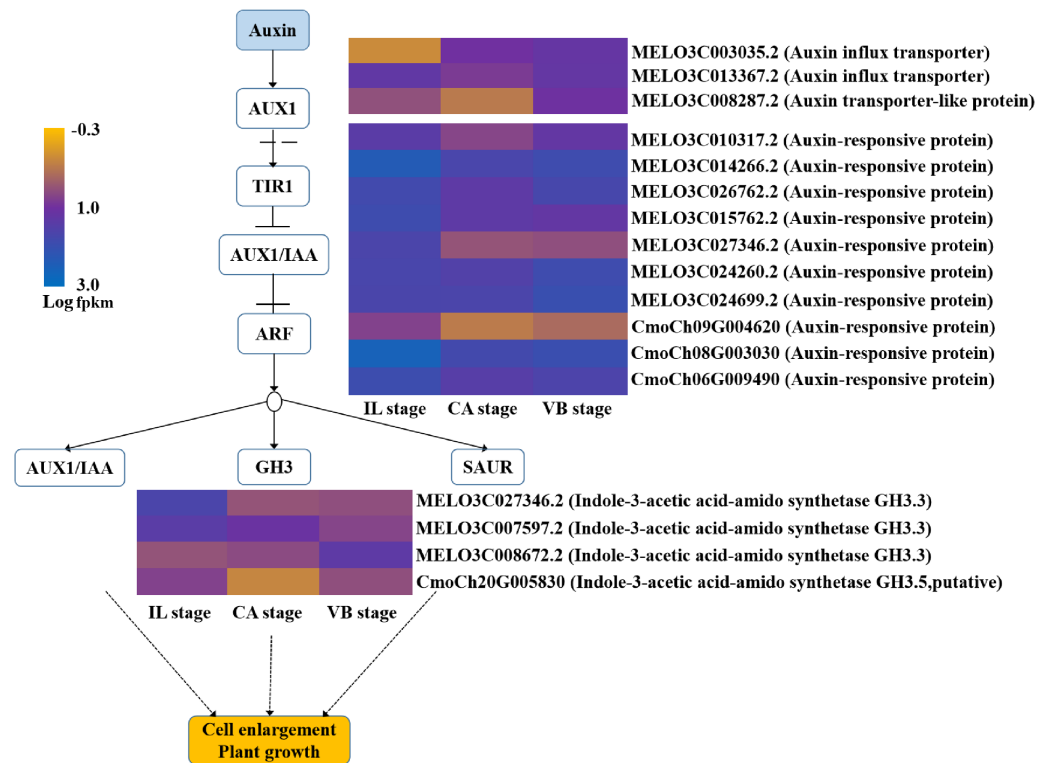 Auxin
AUX1
TIR1
AUX1/IAA
ARF
-0.3
1.0
3.0
Log fpkm
MELO3C003035.2 (Auxin influx transporter)
MELO3C013367.2 (Auxin influx transporter)
MELO3C008287.2 (Auxin transporter-like protein)
MELO3C010317.2 (Auxin-responsive protein)
MELO3C014266.2 (Auxin-responsive protein)
MELO3C026762.2 (Auxin-responsive protein)
MELO3C015762.2 (Auxin-responsive protein)
MELO3C027346.2 (Auxin-responsive protein)
MELO3C024260.2 (Auxin-responsive protein)
MELO3C024699.2 (Auxin-responsive protein)
CmoCh09G004620 (Auxin-responsive protein)
CmoCh08G003030 (Auxin-responsive protein)
CmoCh06G009490 (Auxin-responsive protein)
IL stage CA stage VB stage
AUX1/IAA GH3 SAUR
MELO3C027346.2 (Indole-3-acetic acid-amido synthetase GH3.3)
MELO3C007597.2 (Indole-3-acetic acid-amido synthetase GH3.3)
MELO3C008672.2 (Indole-3-acetic acid-amido synthetase GH3.3)
CmoCh20G005830 (Indole-3-acetic acid-amido synthetase GH3.5,putative)
IL stage CA stage VB stage
Cell enlargement
Plant growth